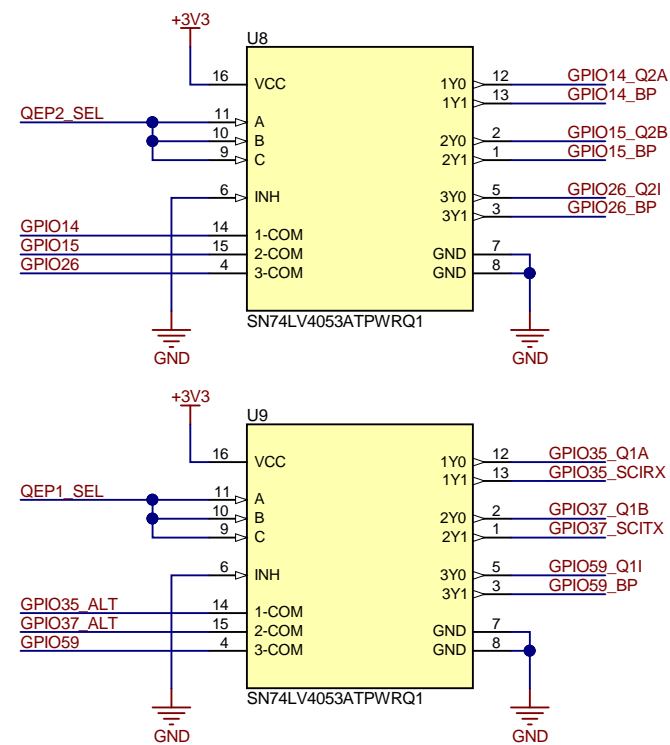 +3V3
U8
16 VCC 1Y0 12 GPIO14_Q2A
1Y1 13 GPIO14_BP
QEP2_SEL 11 A
10 B 2Y0 2 GPIO15_Q2B
9 C 2Y1 1 GPIO15_BP
6 INH 3Y0 5 GPIO26_Q2I
3Y1 3 GPIO26_BP
GPIO14 14 1-COM
GPIO15 15 2-COM GND 7
GPIO26 4 3-COM GND 8
SN74LV4053ATPWRQ1
GND GND
+3V3
U9
16 VCC 1Y0 12 GPIO35_Q1A
1Y1 13 GPIO35_SCIRX
QEP1_SEL 11 A
10 B 2Y0 2 GPIO37_Q1B
9 C 2Y1 1 GPIO37_SCITX
6 INH 3Y0 5 GPIO59_Q1I
3Y1 3 GPIO59_BP
GPIO35_ALT 14 1-COM
GPIO37_ALT 15 2-COM GND 7
GPIO59 4 3-COM GND 8
SN74LV4053ATPWRQ1
GND GND